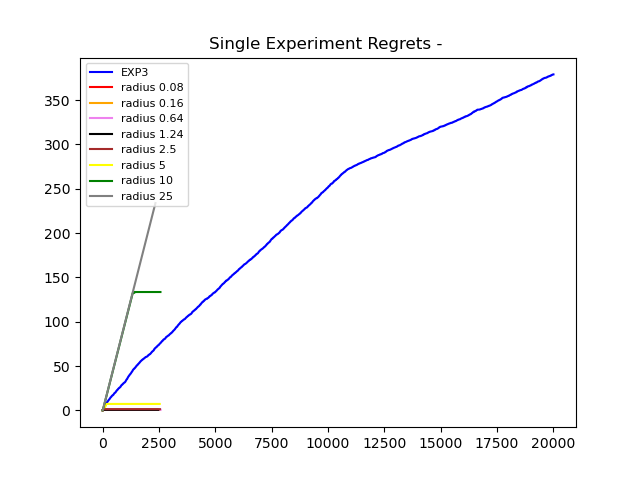 Single Experiment Regrets -
EXP3
radius 0.08
radius 0.16
radius 0.64
radius 1.24
radius 2.5
radius 5
radius 10
radius 25
350
300
250
200
150
100
50
0
0 2500 5000 7500 10000 12500 15000 17500 20000